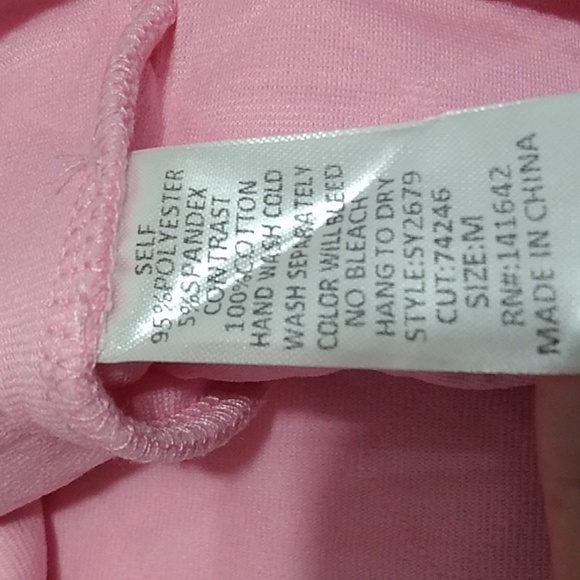 SELF
95%POLYESTER
5%SPANDEX
CONTRAST
100%COTTON
HAND WASH COLD
WASH SEPARATELY
COLOR WILL BLEED
NO BLEACH
HANG TO DRY
STYLE:SY2679
CUT:74246
SIZE:M
RN#:141642
MADE IN CHINA